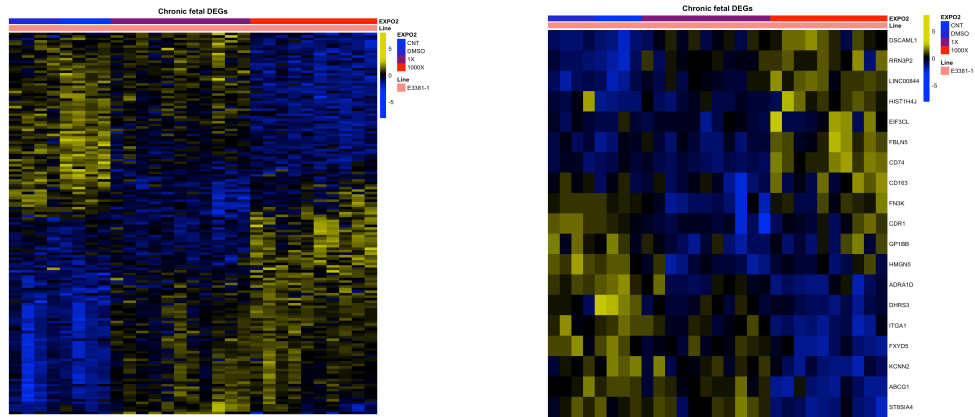 Chronic fetal DEGs
EXPO2
Line
5
0
-5
EXPO2
CNT
DMSO
1X
1000X
Line
E3381-1
Chronic fetal DEGs
EXPO2
Line
DSCAML1
RRN3P2
LINC00844
HIST1H4J
EIF3CL
FBLN5
CD74
CD163
FN3K
CDR1
GP1BB
HMGN5
ADRA1D
DHRS3
ITGA1
FXYD5
KCNN2
ABCG1
ST8SIA4
5
0
-5
EXPO2
CNT
DMSO
1X
1000X
Line
E3381-1